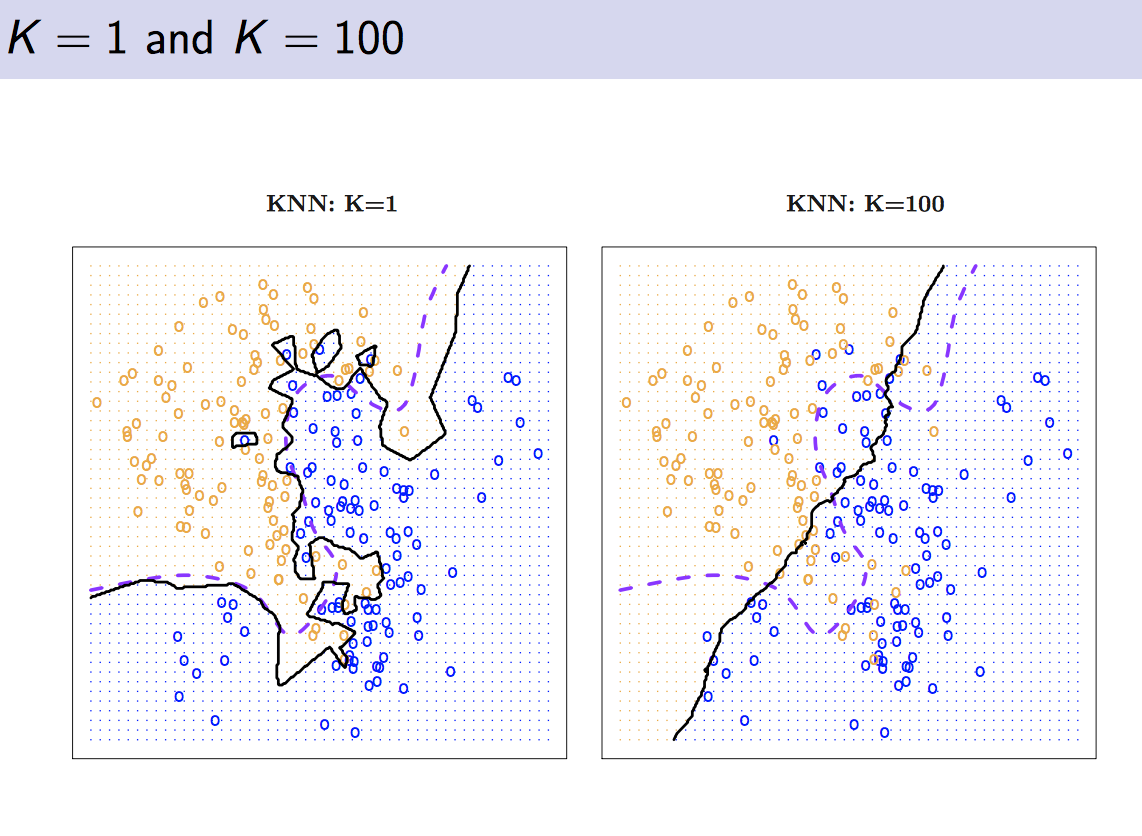 K = 1 and K = 100
KNN: K=1
KNN: K=100